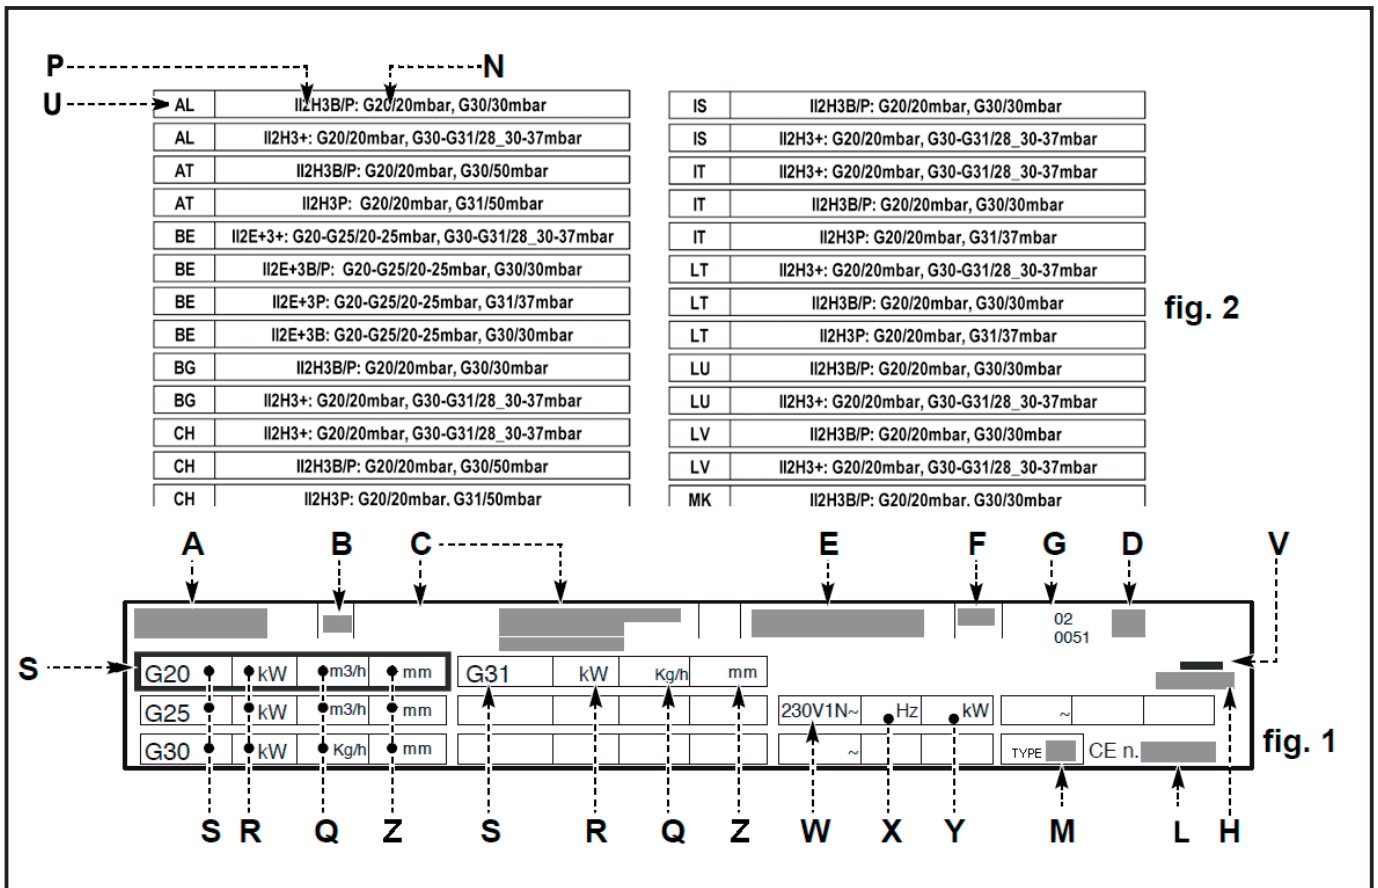 P N
U AL II2H3B/P: G20/20mbar, G30/30mbar IS II2H3B/P: G20/20mbar, G30/30mbar
AL II2H3+: G20/20mbar, G30-G31/28_30-37mbar IS II2H3+: G20/20mbar, G30-G31/28_30-37mbar
AT II2H3B/P: G20/20mbar, G30/50mbar IT II2H3+: G20/20mbar, G30-G31/28_30-37mbar
AT II2H3P: G20/20mbar, G31/50mbar IT II2H3B/P: G20/20mbar, G30/30mbar
BE II2E+3+: G20-G25/20-25mbar, G30-G31/28_30-37mbar IT II2H3P: G20/20mbar, G31/37mbar
BE II2E+3B/P: G20-G25/20-25mbar, G30/30mbar LT II2H3+: G20/20mbar, G30-G31/28_30-37mbar
BE II2E+3P: G20-G25/20-25mbar, G31/37mbar LT II2H3B/P: G20/20mbar, G30/30mbar fig. 2
BE II2E+3B: G20-G25/20-25mbar, G30/30mbar LT II2H3P: G20/20mbar, G31/37mbar
BG II2H3B/P: G20/20mbar, G30/30mbar LU II2H3B/P: G20/20mbar, G30/30mbar
BG II2H3+: G20/20mbar, G30-G31/28_30-37mbar LU II2H3+: G20/20mbar, G30-G31/28_30-37mbar
CH II2H3+: G20/20mbar, G30-G31/28_30-37mbar LV II2H3B/P: G20/20mbar, G30/30mbar
CH II2H3B/P: G20/20mbar, G30/50mbar LV II2H3+: G20/20mbar, G30-G31/28_30-37mbar
CH II2H3P: G20/20mbar, G31/50mbar MK II2H3B/P: G20/20mbar, G30/30mbar
A B C E F G D V
02
0051
S G20 kW m3/h mm G31 kW Kg/h mm
G25 kW m3/h mm 230V1N~ Hz kW ~
G30 kW Kg/h mm ~ TYPE CE n. fig. 1
S R Q Z S R Q Z W X Y M L H